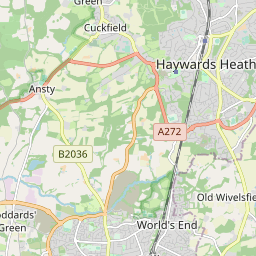 Green
Cuckfield
Haywards Heath
Ansty
A272
B2036
Old Wivelsfie
oddards'
Green
World's End